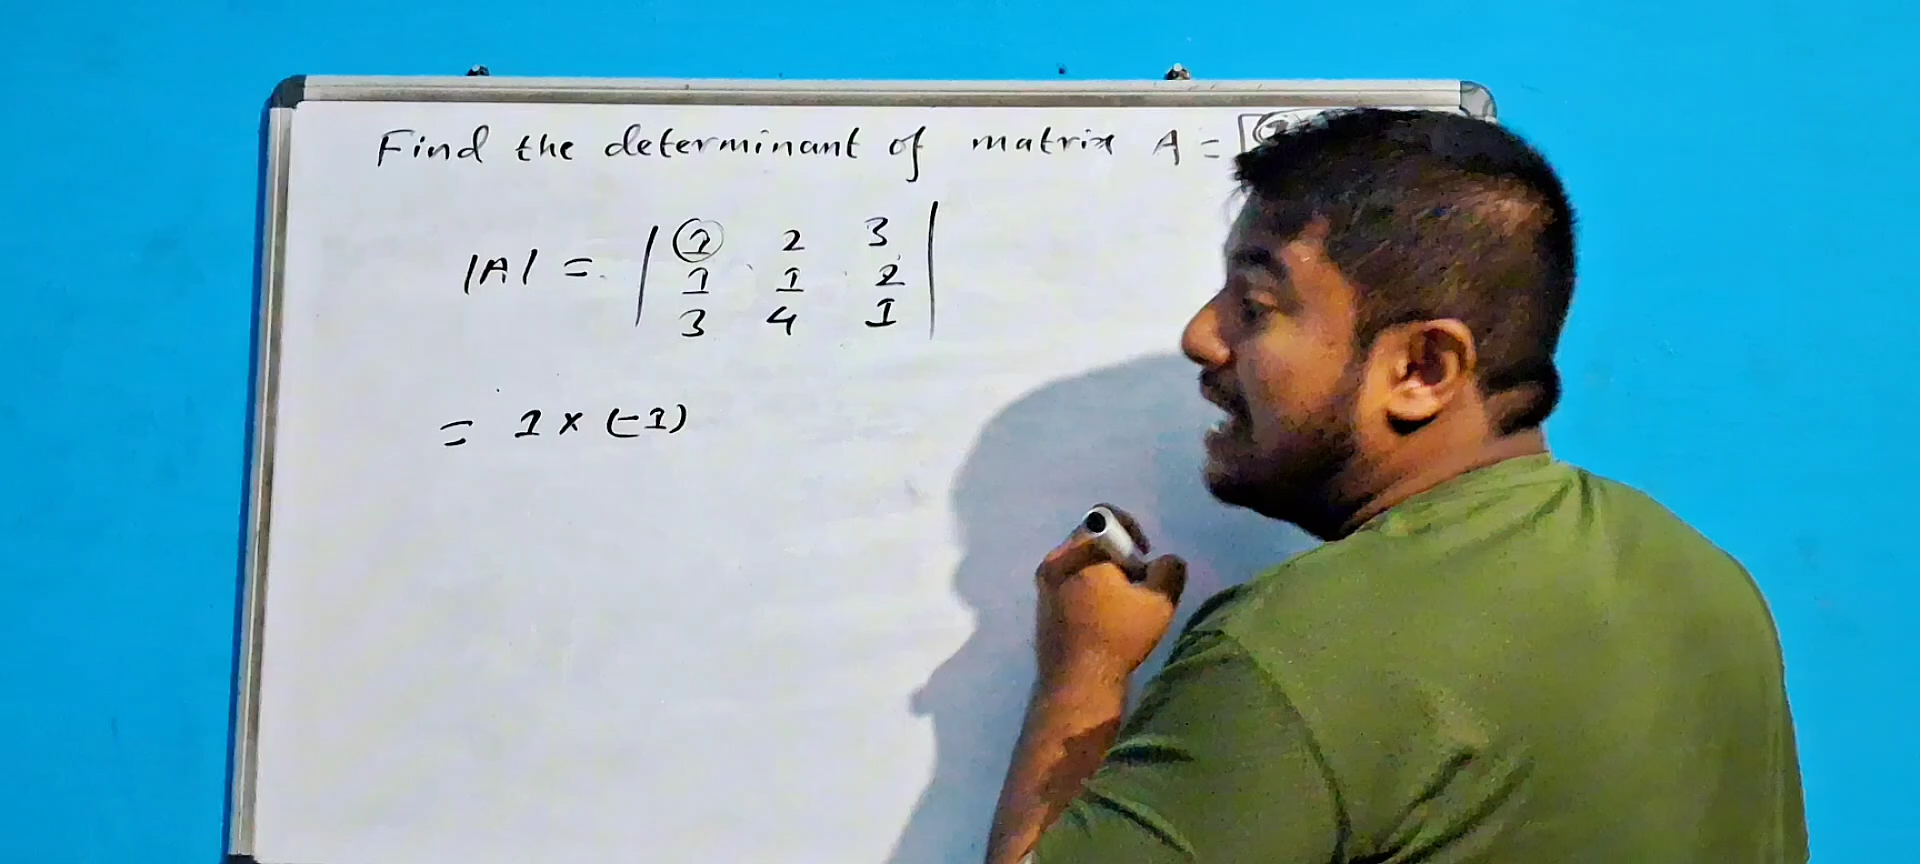 Find the determinant of matrix A = [
|A| = | 1 2 3 |
1 1 2
3 4 1
= 1 × (-1)